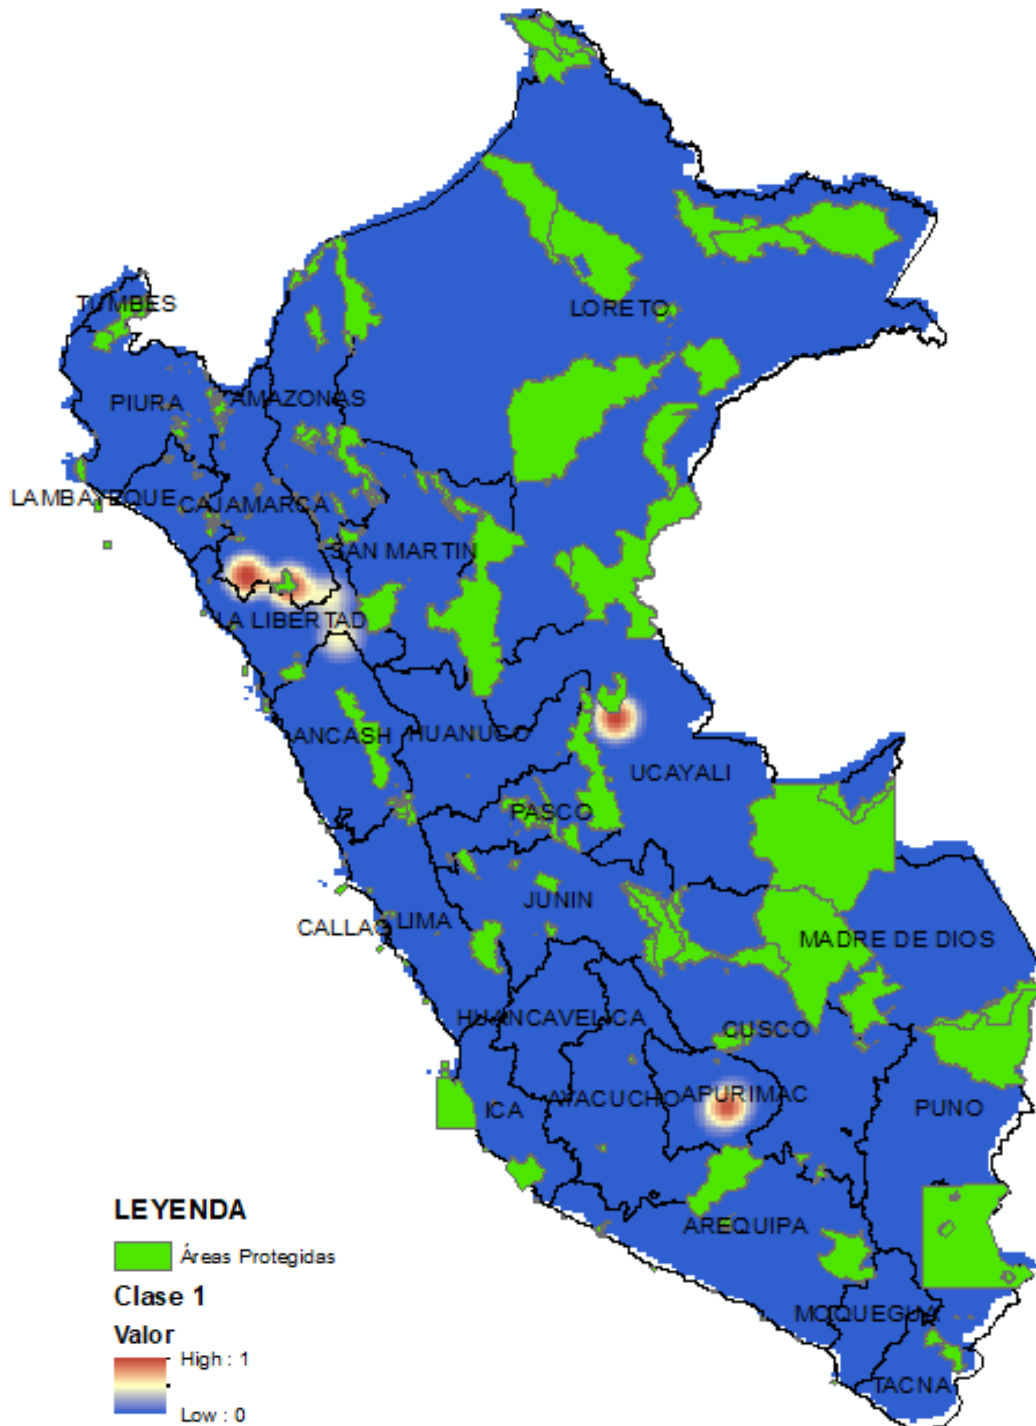 TUMBES
LORETO
PIURA
AMAZONAS
LAMBAYEQUE
CAJAMARCA
SAN MARTIN
LA LIBERTAD
ANCASH
HUANUCO
UCAYALI
PASCO
JUNIN
CALLAO
LIMA
MADRE DE DIOS
HUANCAVELICA
CUSCO
ICA
AYACUCHO
APURIMAC
PUNO
AREQUIPA
MOQUEGUA
TACNA
LEYENDA
Áreas Protegidas
Clase 1
Valor
High : 1
Low : 0